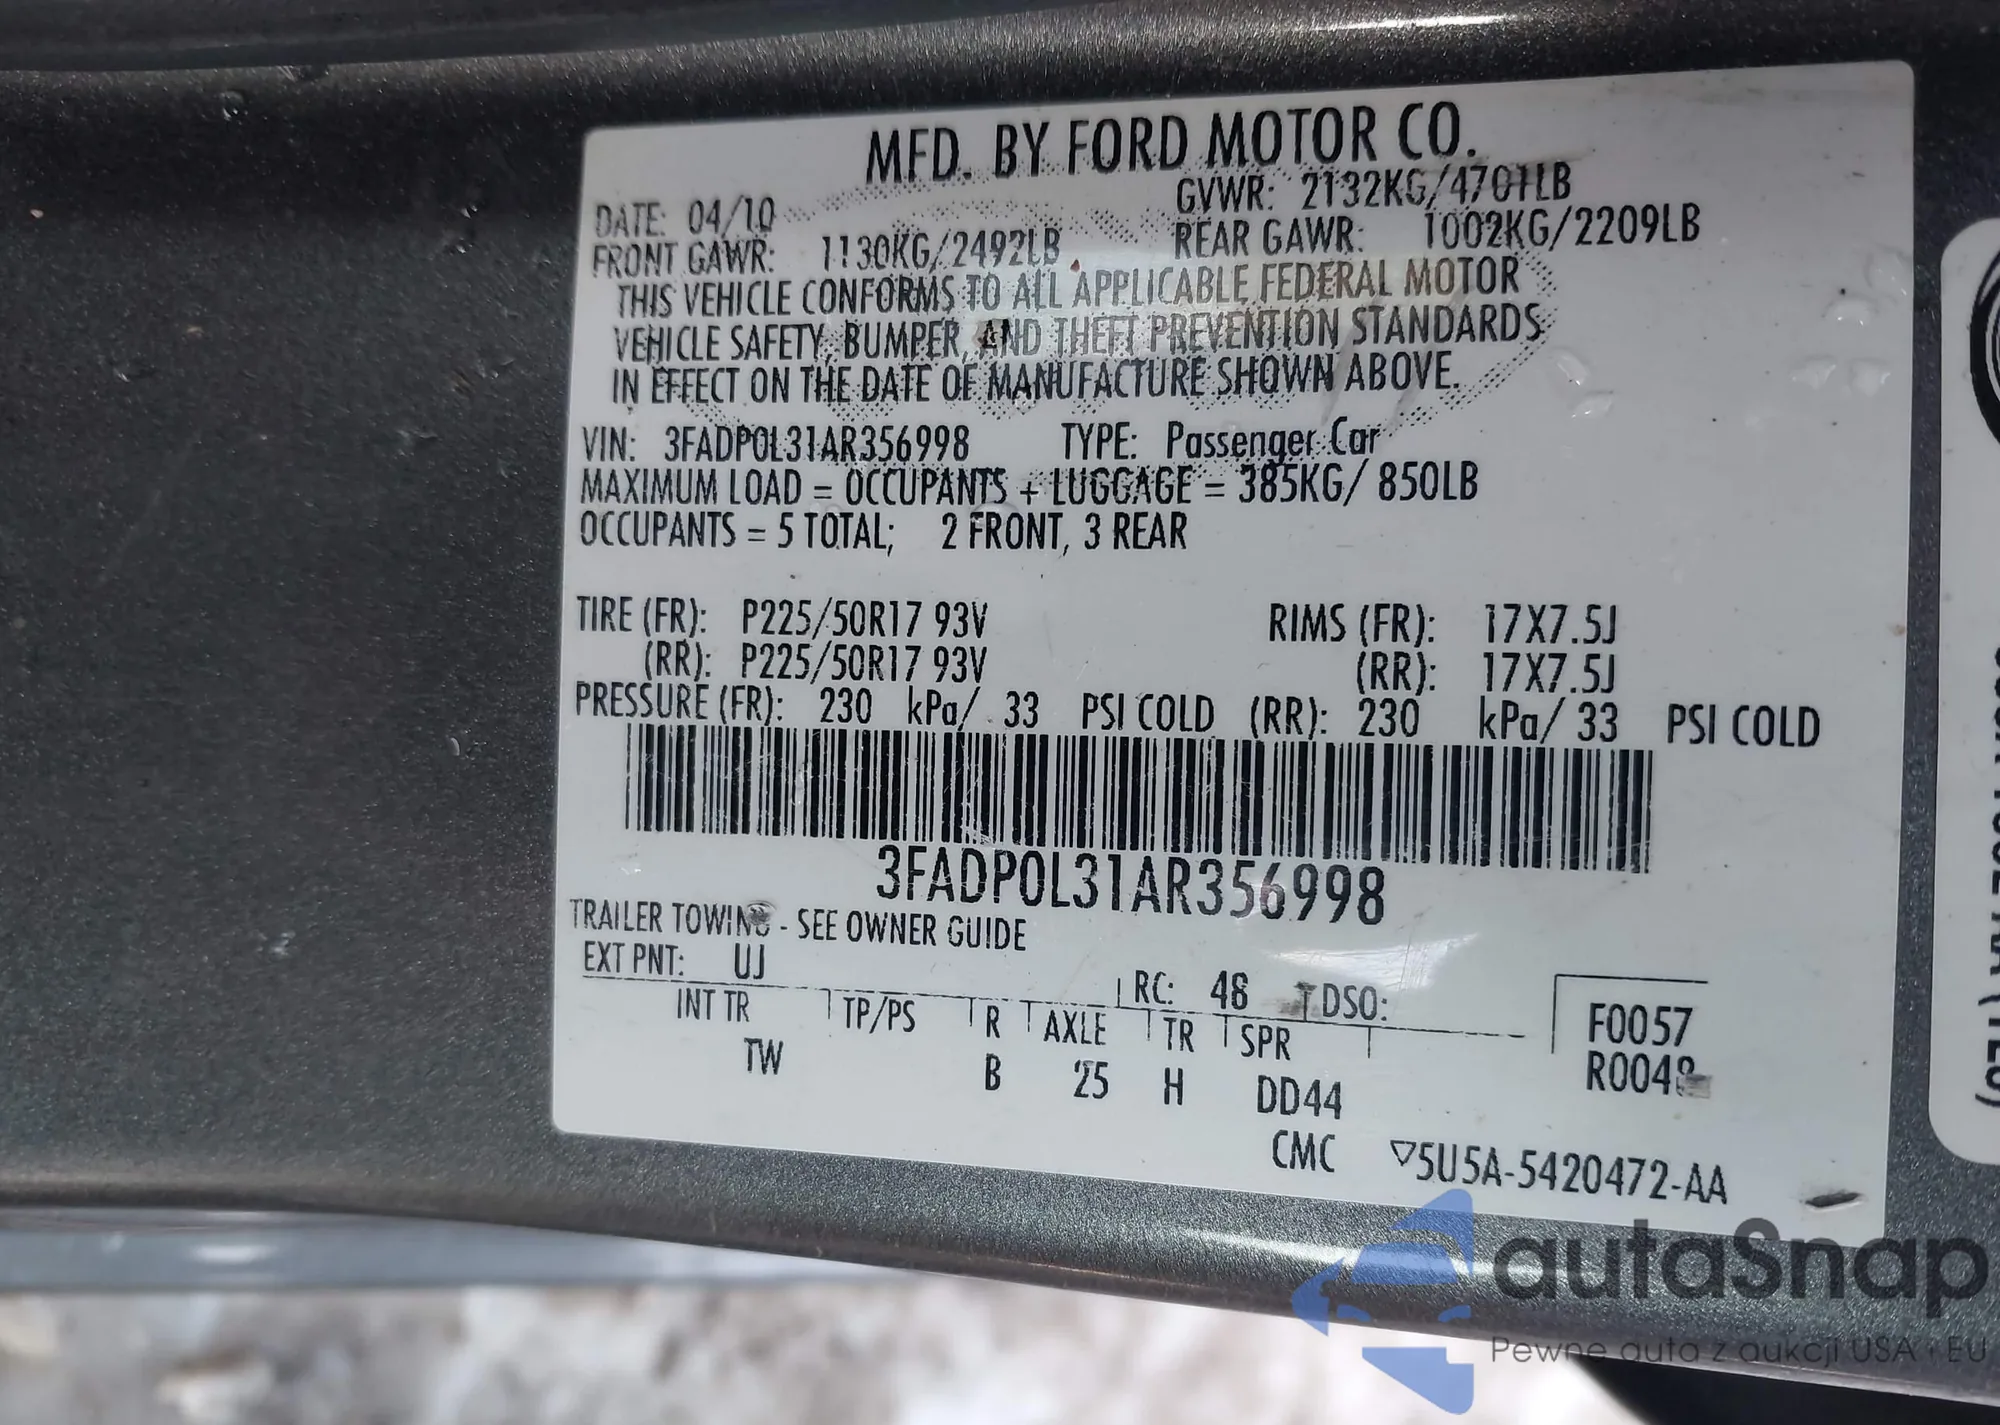 MFD. BY FORD MOTOR CO.
DATE: 04/10 GVWR: 2132KG/4701LB
FRONT GAWR: 1130KG/2492LB REAR GAWR: 1002KG/2209LB
THIS VEHICLE CONFORMS TO ALL APPLICABLE FEDERAL MOTOR
VEHICLE SAFETY, BUMPER, AND THEFT PREVENTION STANDARDS
IN EFFECT ON THE DATE OF MANUFACTURE SHOWN ABOVE.
VIN: 3FADP0L31AR356998 TYPE: Passenger Car
MAXIMUM LOAD = OCCUPANTS + LUGGAGE = 385KG/ 850LB
OCCUPANTS = 5 TOTAL; 2 FRONT, 3 REAR
TIRE (FR): P225/50R17 93V RIMS (FR): 17X7.5J
(RR): P225/50R17 93V (RR): 17X7.5J
PRESSURE (FR): 230 kPa/ 33 PSI COLD (RR): 230 kPa/ 33 PSI COLD
3FADP0L31AR356998
TRAILER TOWING - SEE OWNER GUIDE
EXT PNT: UJ RC: 48 DSO:
INT TR TP/PS R AXLE TR SPR F0057
TW B 25 H DD44 R0048
CMC ▽5U5A-5420472-AA
autaSnap
Pewne auta z aukcji USA - EU